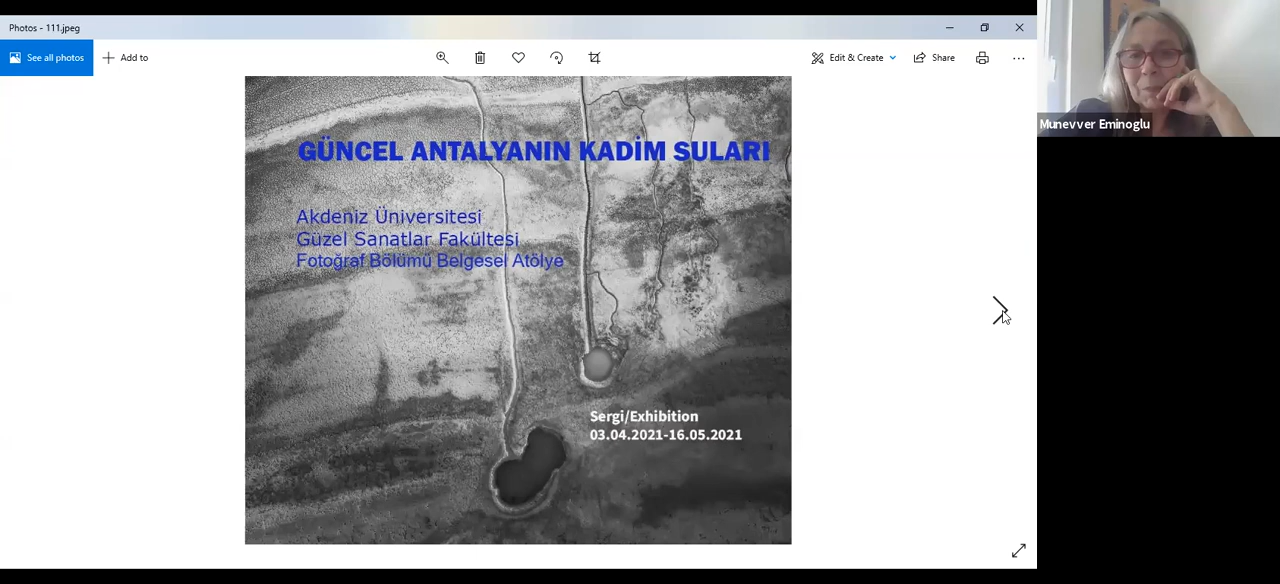 Photos - 111.jpeg
See all photos
Add to
Edit & Create
Share
GÜNCEL ANTALYANIN KADİM SULARI
Akdeniz Üniversitesi
Güzel Sanatlar Fakültesi
Fotoğraf Bölümü Belgesel Atölye
Sergi/Exhibition
03.04.2021-16.05.2021
Munevver Eminoglu